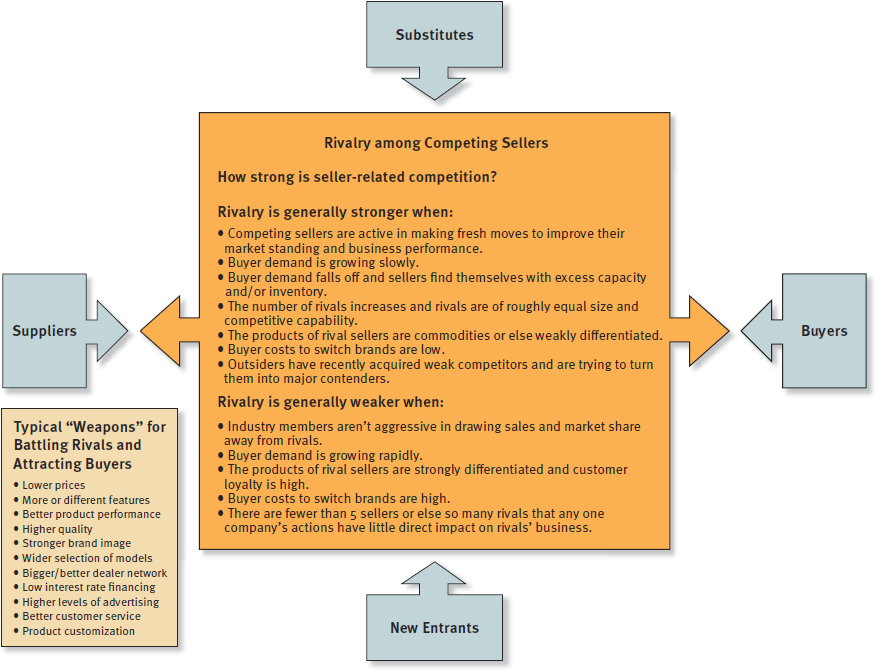 Substitutes
Rivalry among Competing Sellers
How strong is seller-related competition?
Rivalry is generally stronger when:
• Competing sellers are active in making fresh moves to improve their
market standing and business performance.
• Buyer demand is growing slowly.
• Buyer demand falls off and sellers find themselves with excess capacity
and/or inventory.
• The number of rivals increases and rivals are of roughly equal size and
competitive capability.
• The products of rival sellers are commodities or else weakly differentiated.
• Buyer costs to switch brands are low.
• Outsiders have recently acquired weak competitors and are trying to turn
them into major contenders.
Rivalry is generally weaker when:
• Industry members aren’t aggressive in drawing sales and market share
away from rivals.
• Buyer demand is growing rapidly.
• The products of rival sellers are strongly differentiated and customer
loyalty is high.
• Buyer costs to switch brands are high.
• There are fewer than 5 sellers or else so many rivals that any one
company’s actions have little direct impact on rivals’ business.
Suppliers
Buyers
Typical “Weapons” for
Battling Rivals and
Attracting Buyers
• Lower prices
• More or different features
• Better product performance
• Higher quality
• Stronger brand image
• Wider selection of models
• Bigger/better dealer network
• Low interest rate financing
• Higher levels of advertising
• Better customer service
• Product customization
New Entrants